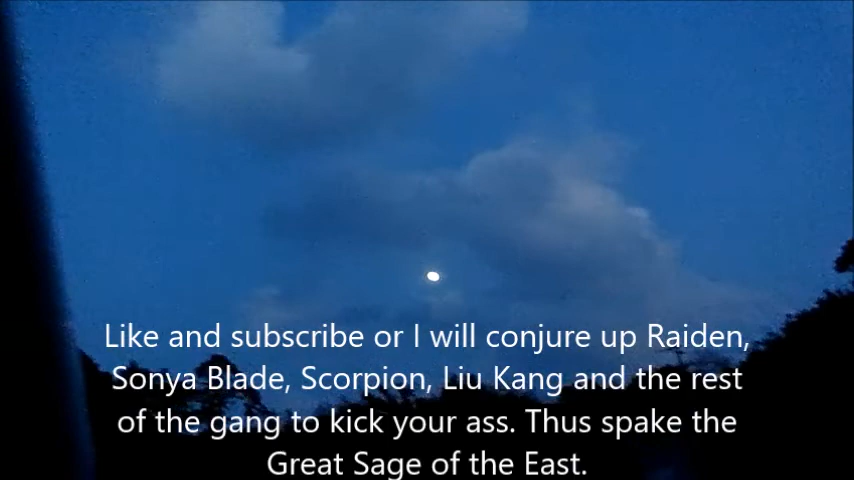 Like and subscribe or I will conjure up Raiden,
Sonya Blade, Scorpion, Liu Kang and the rest
of the gang to kick your ass. Thus spake the
Great Sage of the East.